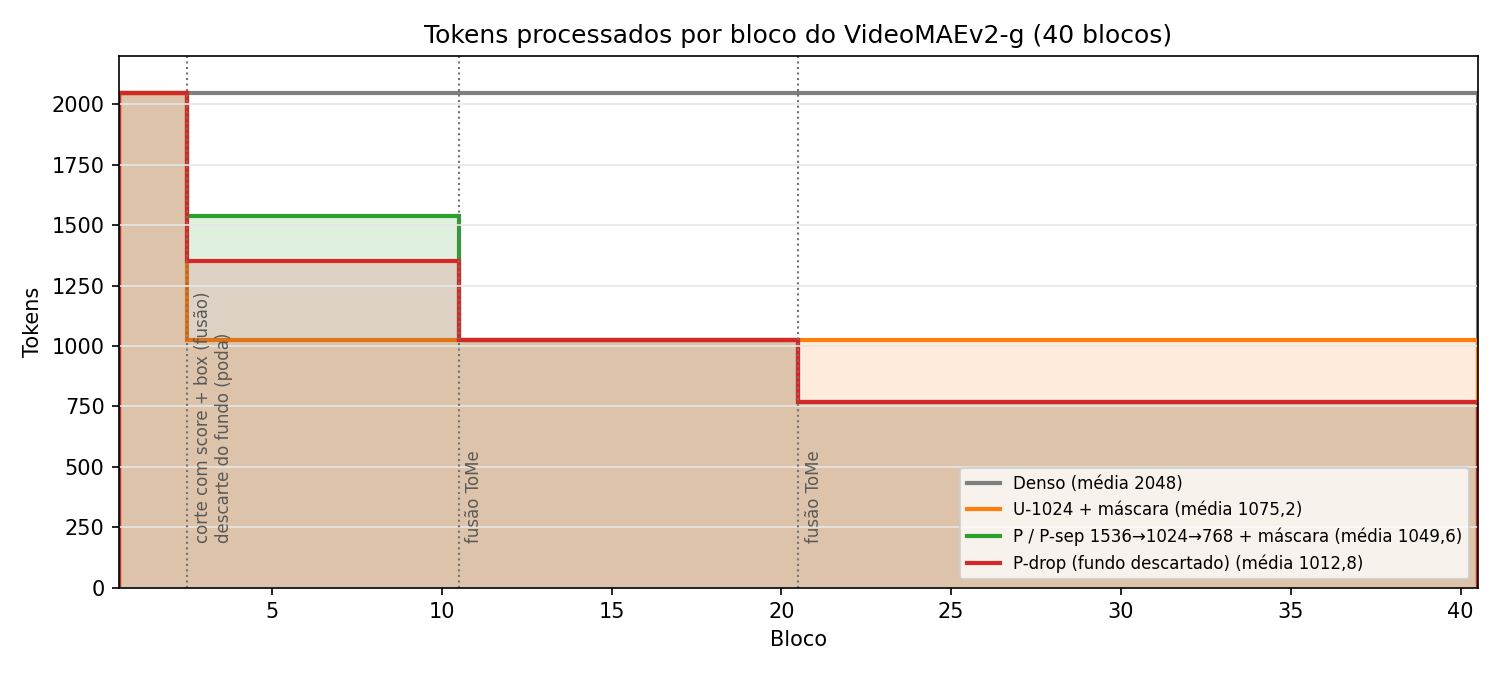 Tokens processados por bloco do VideoMAEv2-g (40 blocos)
Tokens
2000
1750
1500
1250
1000
750
500
250
0
corte com score + box (fusão)
descarte do fundo (poda)
fusão ToMe
fusão ToMe
Denso (média 2048)
U-1024 + máscara (média 1075,2)
P / P-sep 1536→1024→768 + máscara (média 1049,6)
P-drop (fundo descartado) (média 1012,8)
5
10
15
20
25
30
35
40
Bloco